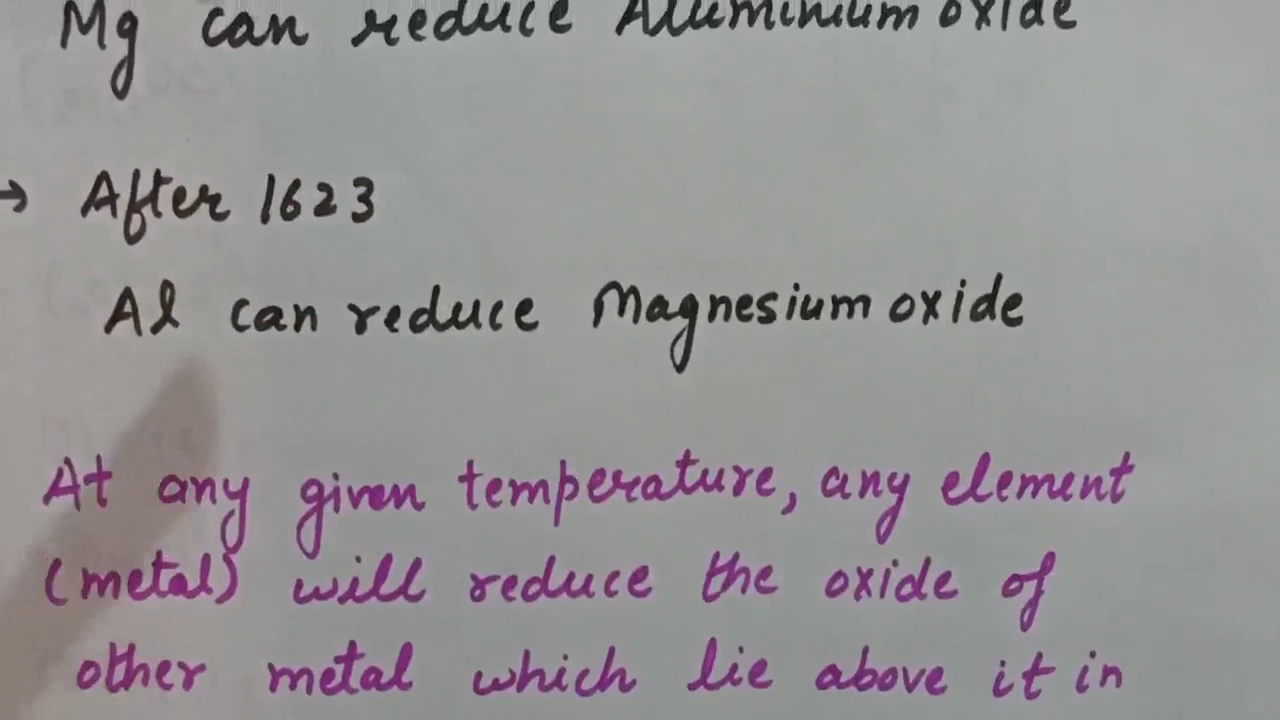 Mg can reduce Aluminium oxide
→ After 1623
Al can reduce Magnesium oxide
At any given temperature, any element
(metal) will reduce the oxide of
other metal which lie above it in